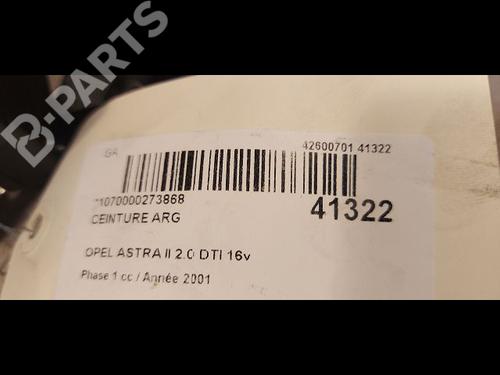 B-PARTS
GA 42600701 41322
*1070000273868
CEINTURE ARG
41322
OPEL ASTRA II 2.0 DTI 16v
Phase 1 cc / Année 2001